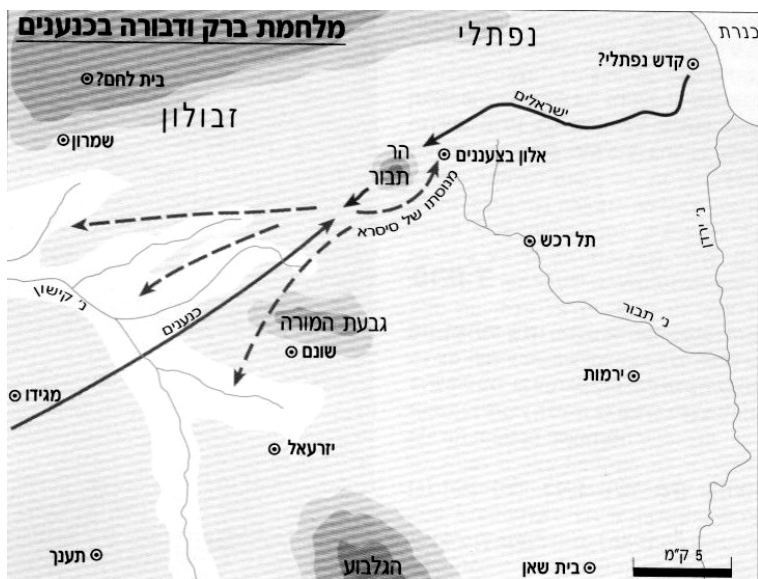 מלחמת ברק ודבורה בכנענים
נפתלי
כנרת
קדש נפתלי?
בית לחם?
זבולון
ישראלים
שמרון
הר
תבור
אלון בצעננים
מנוסתו של סיסרא
תל רכש
נ' ירדן
נ' קישון
כנענים
גבעת המורה
נ' תבור
שונם
ירמות
מגידו
יזרעאל
תענך
הגלבוע
בית שאן
5 ק"מ